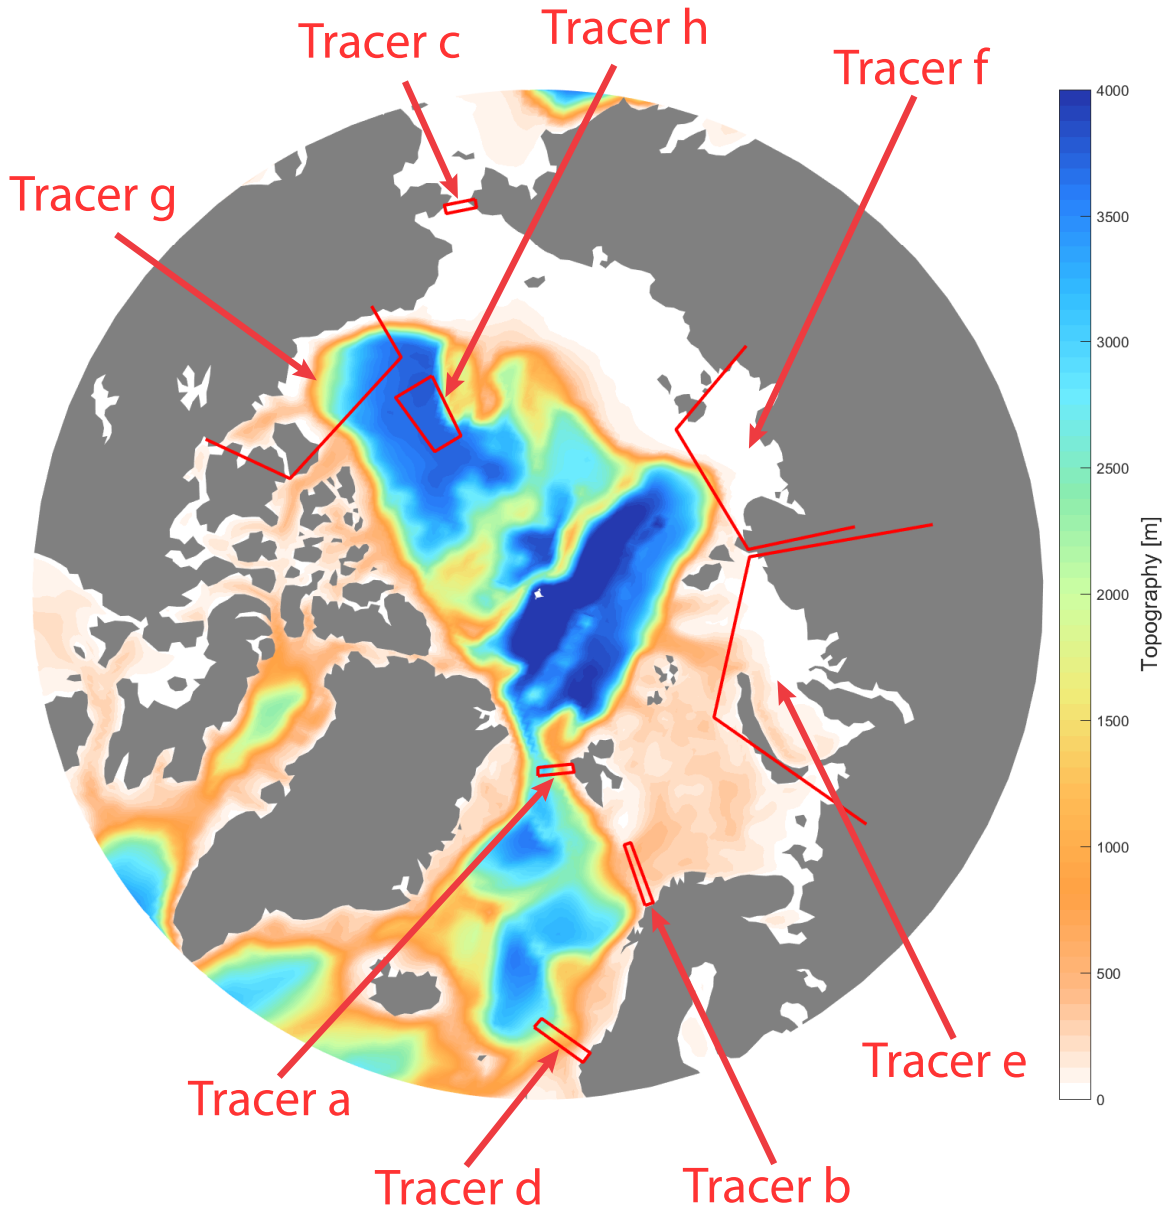 Tracer h
Tracer c
Tracer f
Tracer g
4000
3500
3000
2500
2000
1500
1000
500
0
Topography [m]
Tracer e
Tracer a
Tracer d
Tracer b